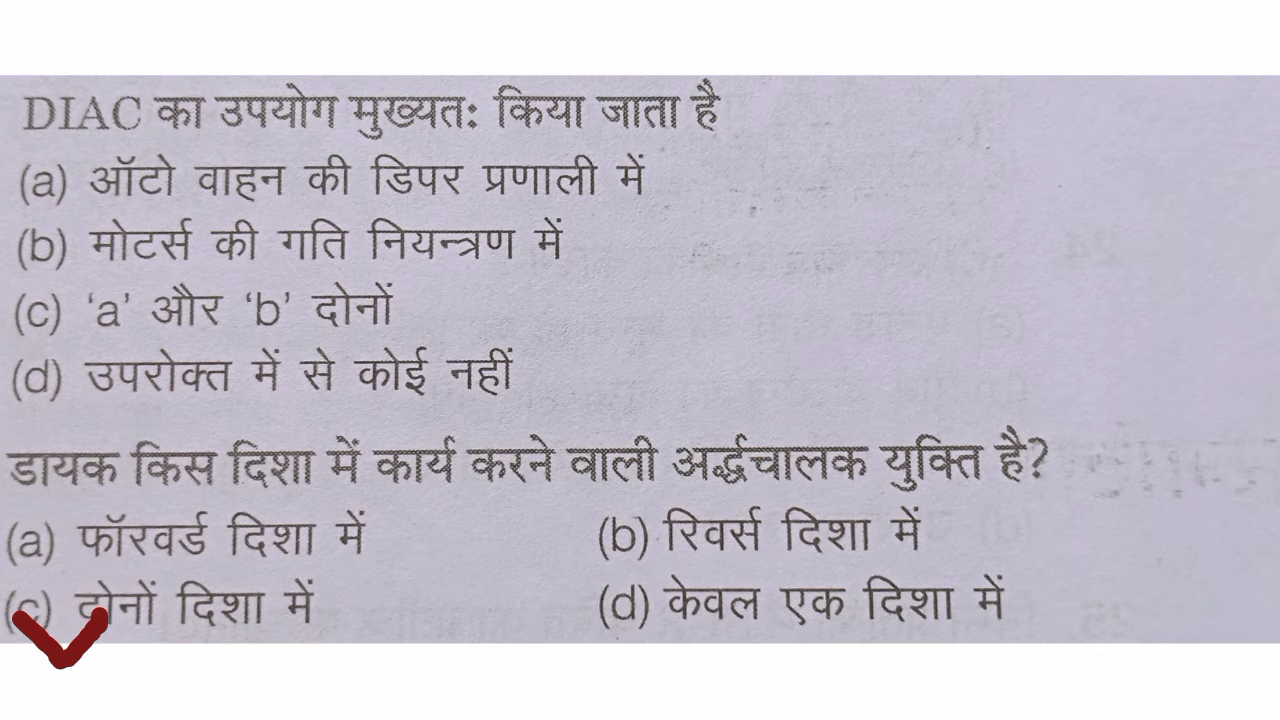 DIAC का उपयोग मुख्यतः किया जाता है
(a) ऑटो वाहन की डिपर प्रणाली में
(b) मोटर्स की गति नियन्त्रण में
(c) 'a' और 'b' दोनों
(d) उपरोक्त में से कोई नहीं
डायक किस दिशा में कार्य करने वाली अर्द्धचालक युक्ति है?
(a) फॉरवर्ड दिशा में (b) रिवर्स दिशा में
(c) दोनों दिशा में (d) केवल एक दिशा में